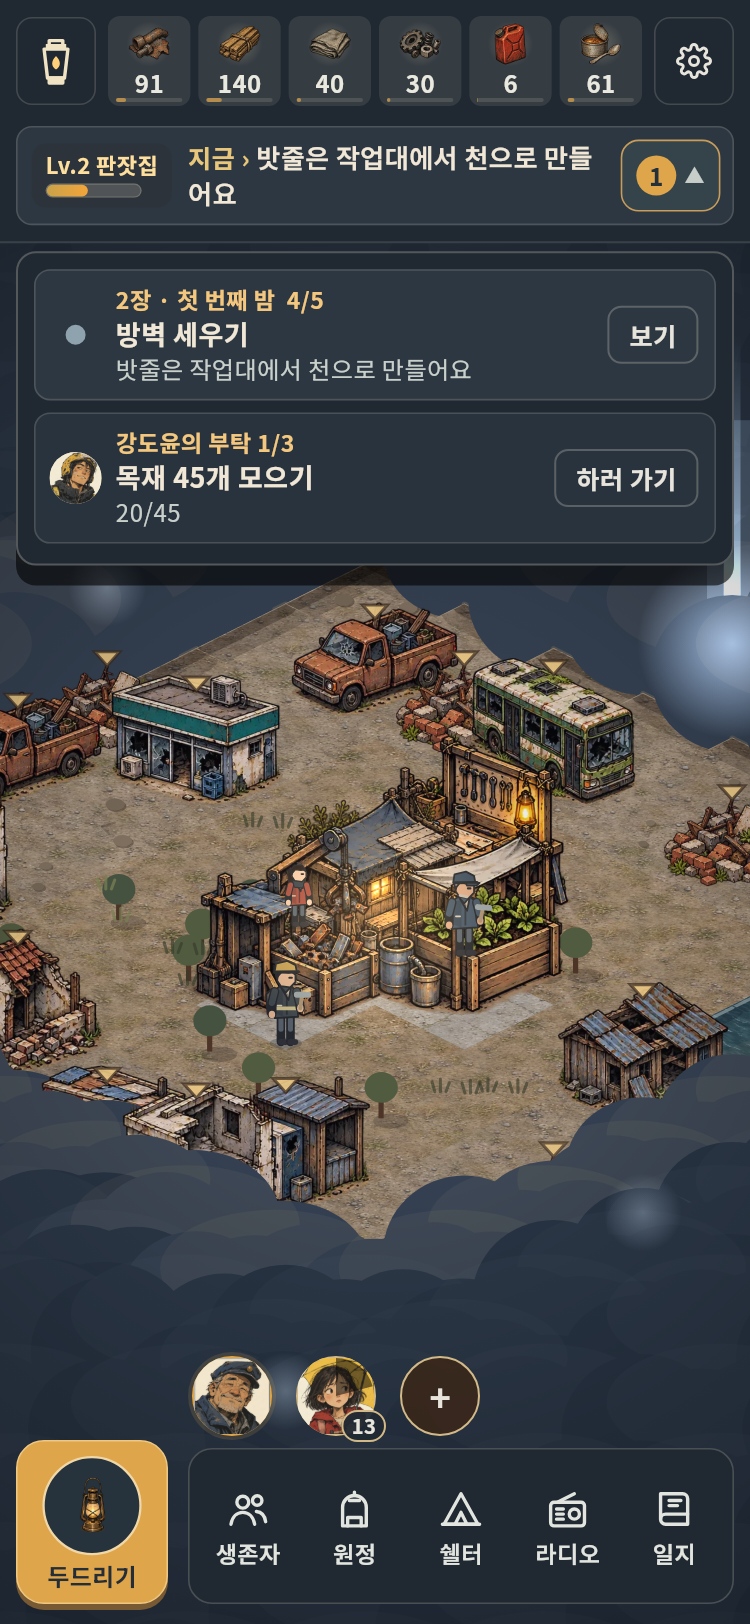 91
140
40
30
6
61
Lv.2 판잣집
지금 › 밧줄은 작업대에서 천으로 만들
어요
1
2장 · 첫 번째 밤 4/5
방벽 세우기
밧줄은 작업대에서 천으로 만들어요
보기
강도윤의 부탁 1/3
목재 45개 모으기
20/45
하러 가기
13
+
두드리기
생존자
원정
쉘터
라디오
일지